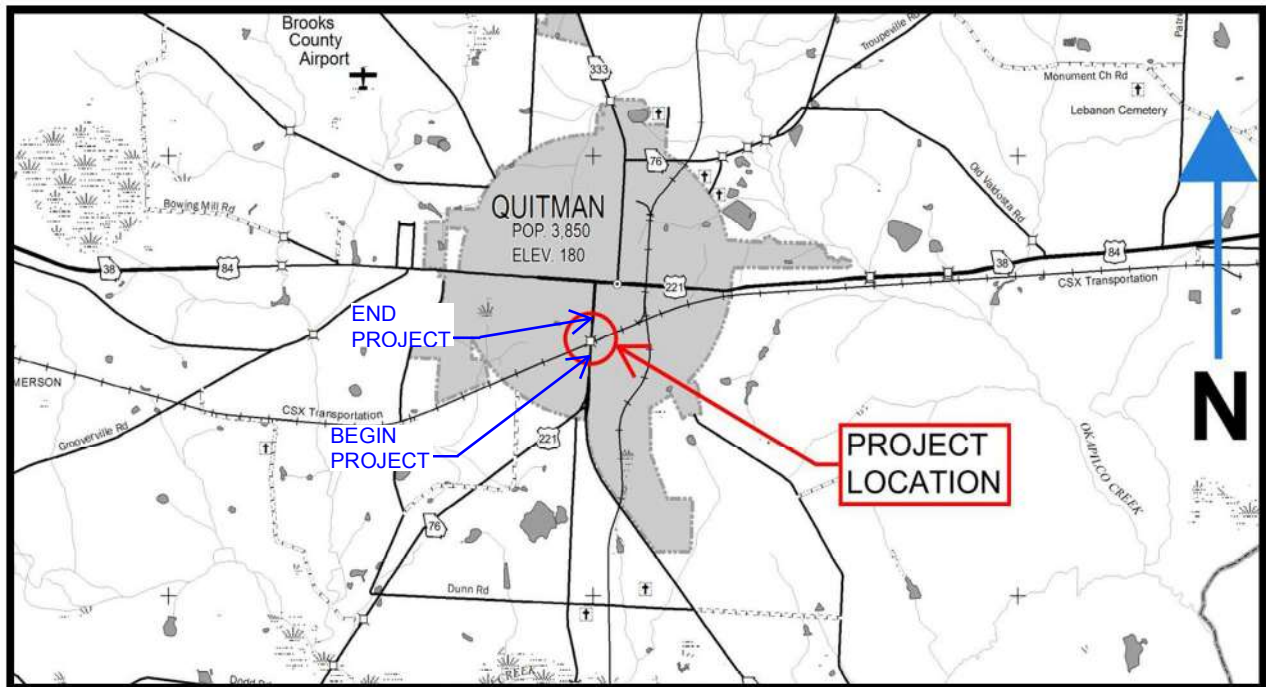 Brooks
County
Airport
333
Troupeville Rd
Monument Ch Rd
Lebanon Cemetery
76
Old Valdosta Rd
Bowing Mill Rd
QUITMAN
POP. 3,850
ELEV. 180
38
84
221
38
84
CSX Transportation
END
PROJECT
MERSON
CSX Transportation
Grooverville Rd
BEGIN
PROJECT
221
PROJECT
LOCATION
N
OKAPILCO CREEK
76
Dunn Rd
CREEK